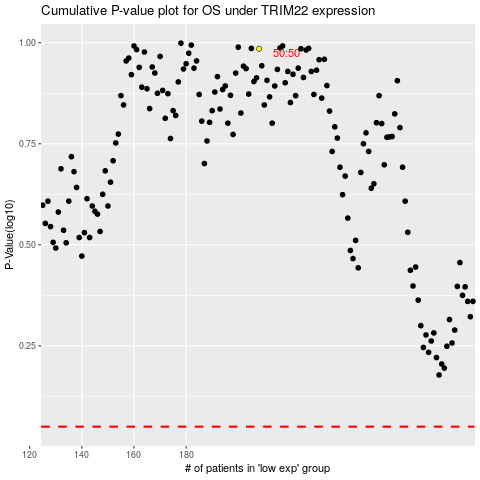 Cumulative P-value plot for OS under TRIM22 expression
1.00
50:50
0.75
P-Value(log10)
0.50
0.25
120 140 160 180
# of patients in 'low exp' group